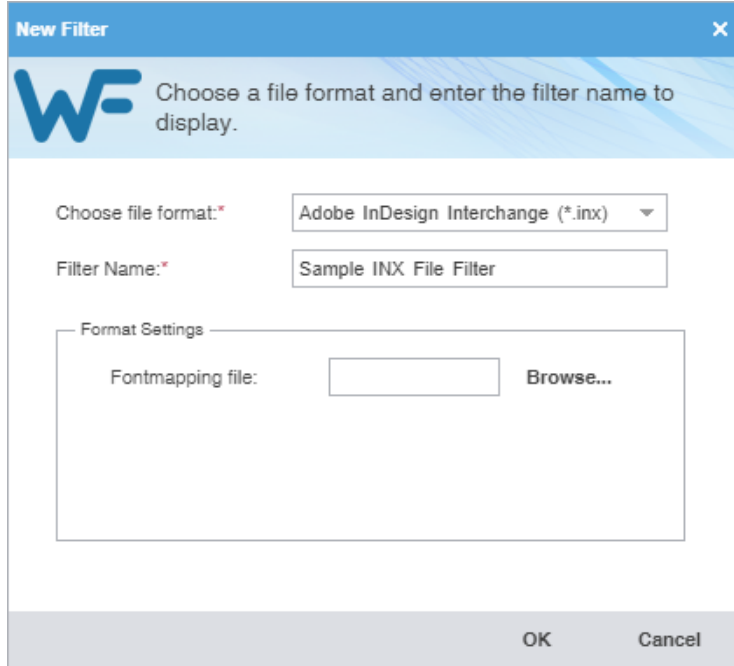 New Filter
WF
Choose a file format and enter the filter name to
display.
Choose file format:* Adobe InDesign Interchange (*.inx)
Filter Name:* Sample INX File Filter
Format Settings
Fontmapping file: Browse...
OK Cancel